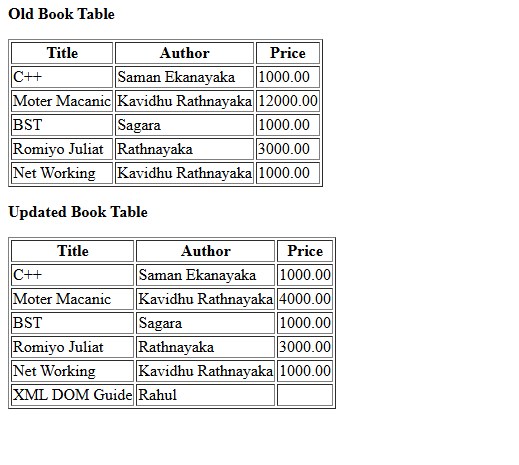 Old Book Table
Title Author Price
C++ Saman Ekanayaka 1000.00
Moter Macanic Kavidhu Rathnayaka 12000.00
BST Sagara 1000.00
Romiyo Juliat Rathnayaka 3000.00
Net Working Kavidhu Rathnayaka 1000.00
Updated Book Table
Title Author Price
C++ Saman Ekanayaka 1000.00
Moter Macanic Kavidhu Rathnayaka 4000.00
BST Sagara 1000.00
Romiyo Juliat Rathnayaka 3000.00
Net Working Kavidhu Rathnayaka 1000.00
XML DOM Guide Rahul